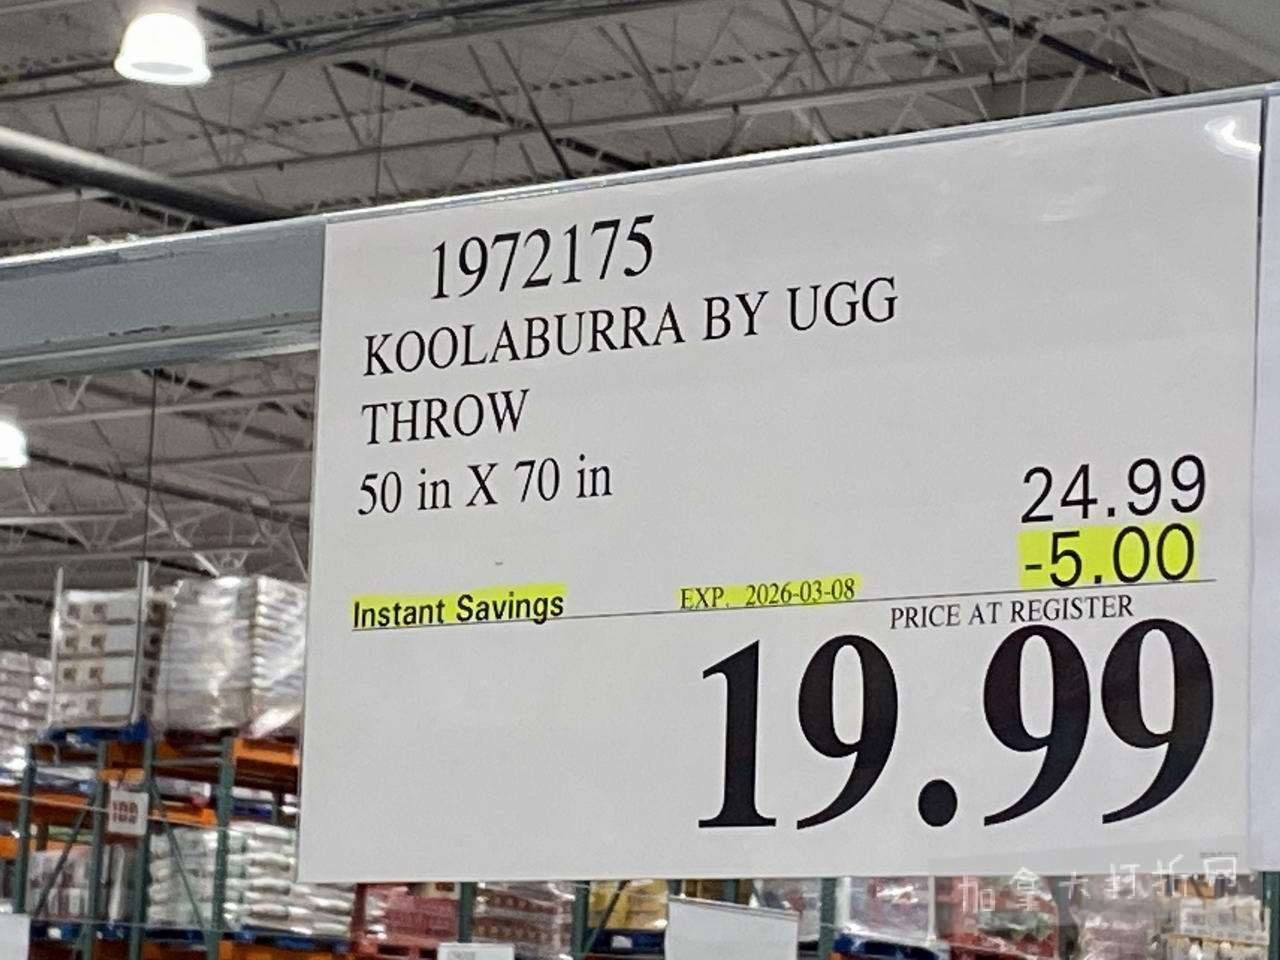 1972175
KOOLABURRA BY UGG
THROW
50 in X 70 in
24.99
-5.00
Instant Savings
EXP. 2026-03-08
PRICE AT REGISTER
19.99
加拿大打折网